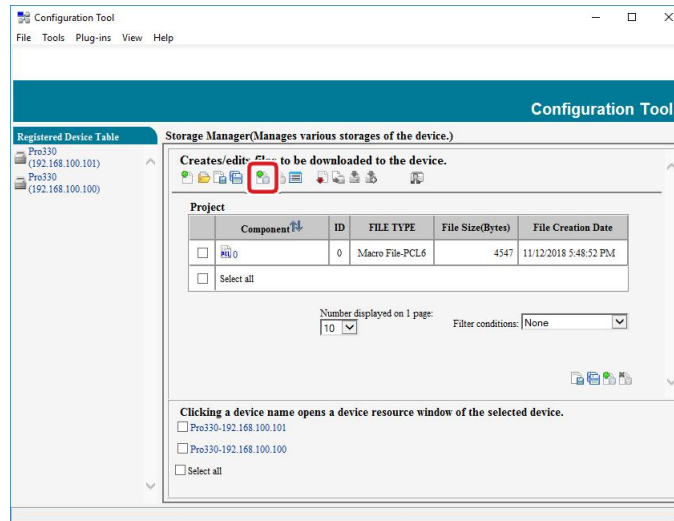 Configuration Tool
File Tools Plug-ins View Help
Configuration Tool
Registered Device Table
Pro330
(192.168.100.101)
Pro330
(192.168.100.100)
Storage Manager(Manages various storages of the device.)
Creates/edits files to be downloaded to the device.
Project
Component ID FILE TYPE File Size(Bytes) File Creation Date
0 0 Macro File-PCL6 4547 11/12/2018 5:48:52 PM
Select all
Number displayed on 1 page:
10
Filter conditions: None
Clicking a device name opens a device resource window of the selected device.
Pro330-192.168.100.101
Pro330-192.168.100.100
Select all